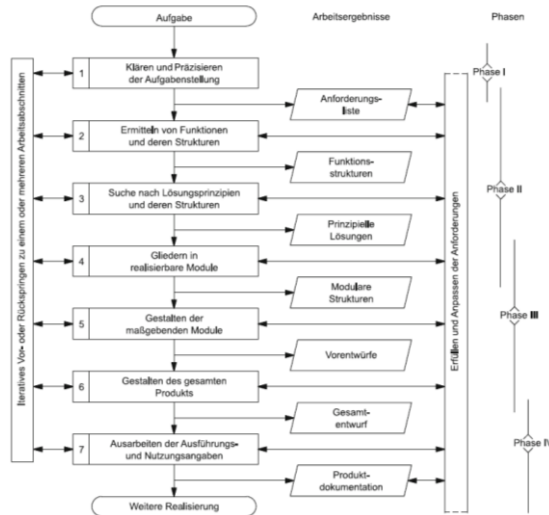 Aufgabe
Arbeitsergebnisse
Phasen
Iteratives Vor- oder Rückspringen zu einem oder mehreren Arbeitsabschnitten
1
Klären und Präzisieren
der Aufgabenstellung
Phase I
Anforderungs-
liste
2
Ermitteln von Funktionen
und deren Strukturen
Funktions-
strukturen
3
Suche nach Lösungsprinzipien
und deren Strukturen
Phase II
Prinzipielle
Lösungen
4
Gliedern in
realisierbare Module
Modulare
Strukturen
5
Gestalten der
maßgebenden Module
Phase III
Vorentwürfe
6
Gestalten des gesamten
Produkts
Gesamt-
entwurf
7
Ausarbeiten der Ausführungs-
und Nutzungsangaben
Phase IV
Produkt-
dokumentation
Weitere Realisierung
Erfüllen und Anpassen der Anforderungen